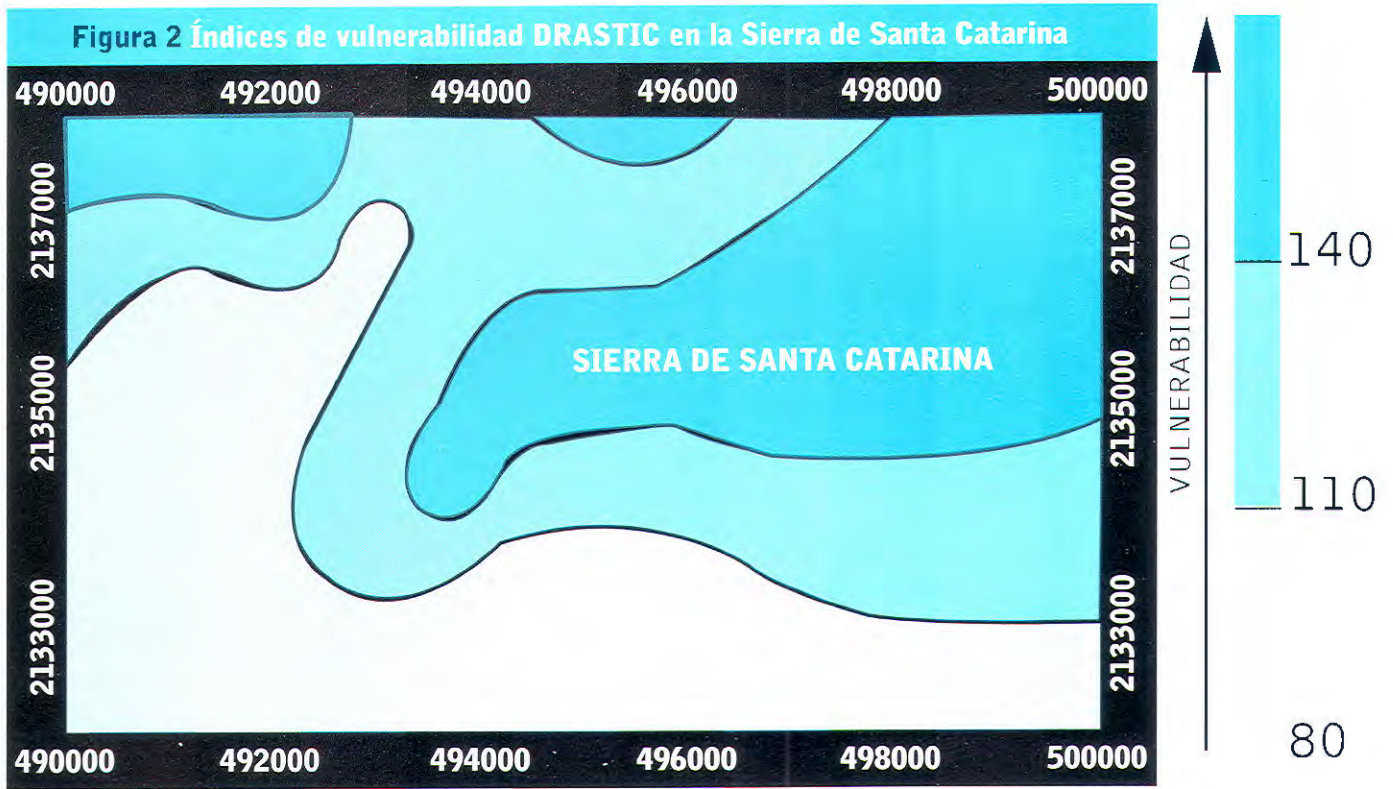 Figura 2 Índices de vulnerabilidad DRASTIC en la Sierra de Santa Catarina
490000 492000 494000 496000 498000 500000
2137000
2135000
2133000
SIERRA DE SANTA CATARINA
2137000
2135000
2133000
490000 492000 494000 496000 498000 500000
VULNERABILIDAD
140
110
80